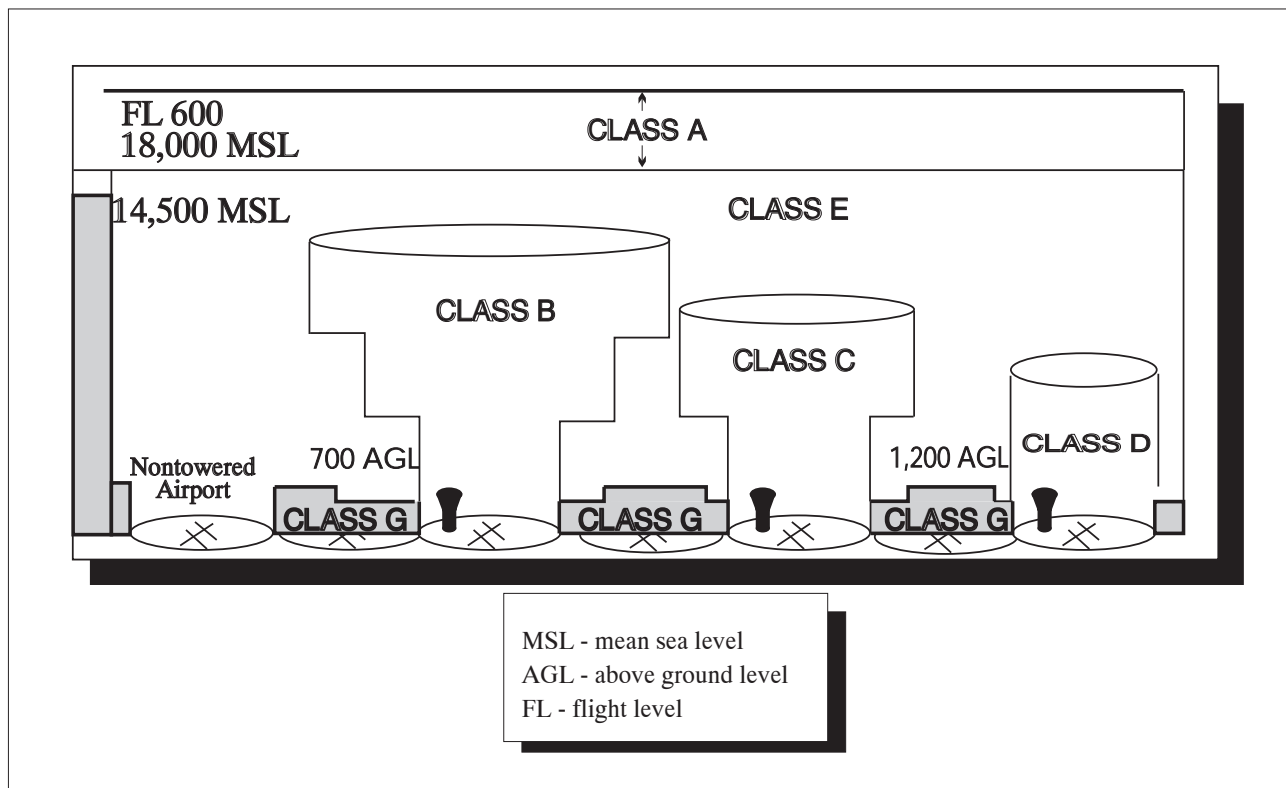 FL 600
18,000 MSL
CLASS A
14,500 MSL
CLASS E
CLASS B
CLASS C
CLASS D
Nontowered
Airport
700 AGL
1,200 AGL
CLASS G
CLASS G
CLASS G
MSL - mean sea level
AGL - above ground level
FL - flight level